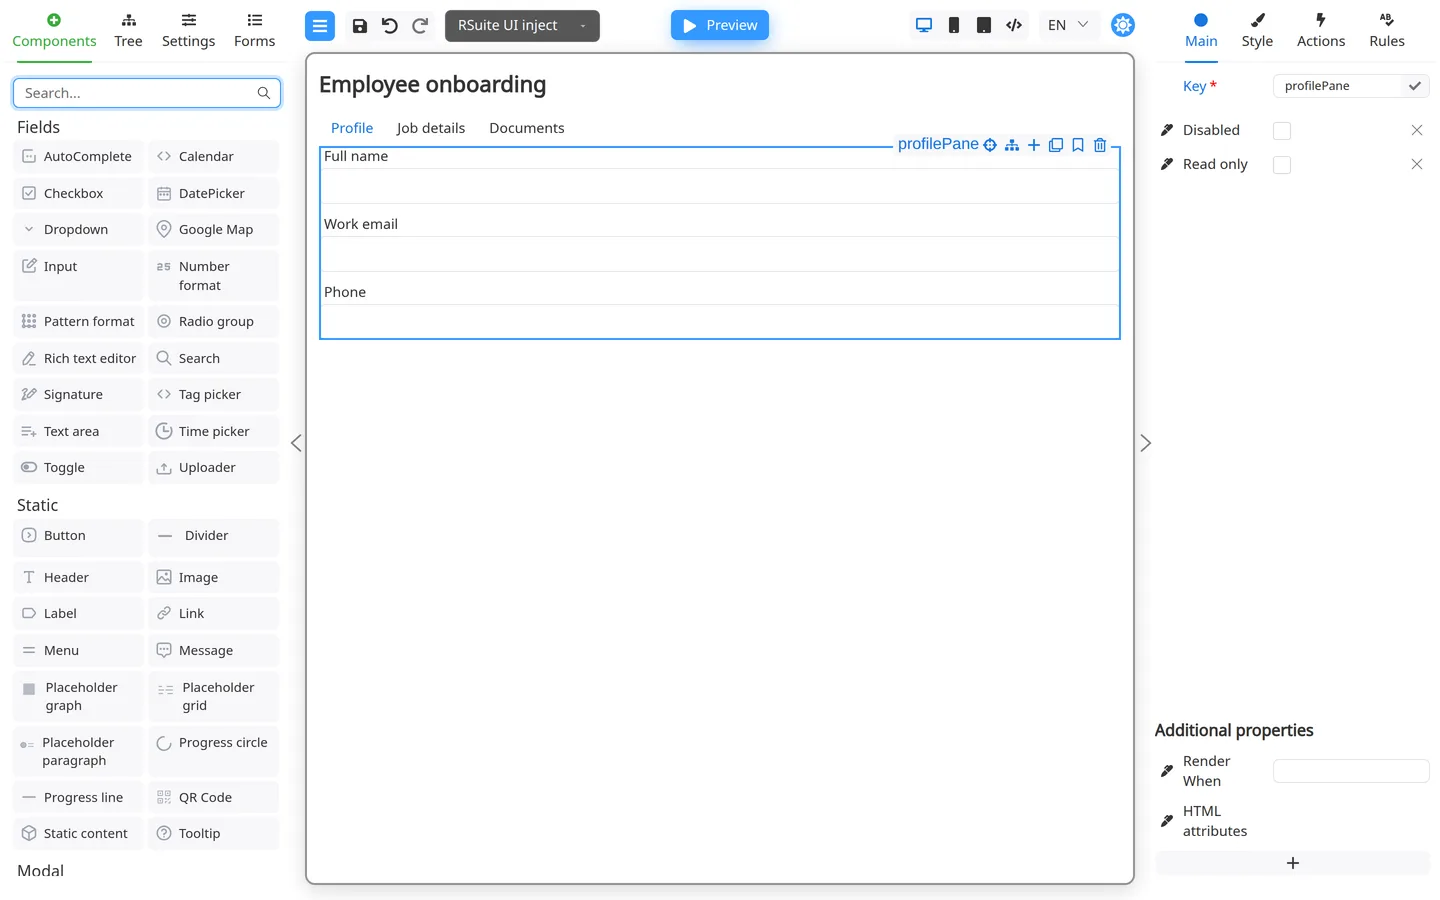 Components
Tree
Settings
Forms
RSuite UI inject
Preview
EN
Main
Style
Actions
Rules
Search...
Fields
AutoComplete
Calendar
Checkbox
DatePicker
Dropdown
Google Map
Input
Number
format
Pattern format
Radio group
Rich text editor
Search
Signature
Tag picker
Text area
Time picker
Toggle
Uploader
Static
Button
Divider
Header
Image
Label
Link
Menu
Message
Placeholder
graph
Placeholder
grid
Placeholder
paragraph
Progress circle
Progress line
QR Code
Static content
Tooltip
Modal
Employee onboarding
Profile
Job details
Documents
profilePane
Full name
Work email
Phone
Key *
profilePane
Disabled
Read only
Additional properties
Render
When
HTML
attributes